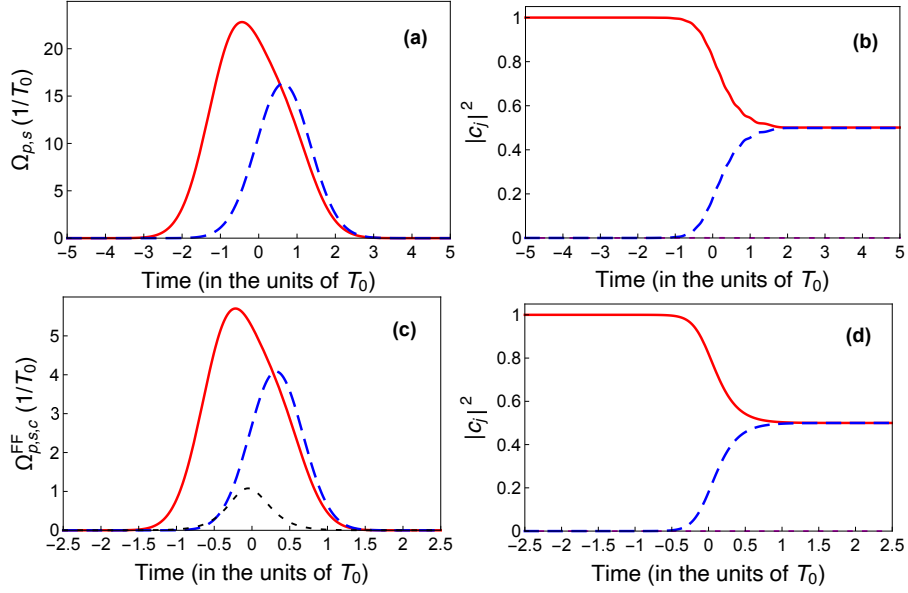 (a)
Ω_{p,s} (1/T_0)
20
15
10
5
0
−5 −4 −3 −2 −1 0 1 2 3 4 5
Time (in the units of T_0)
(b)
|c_j|^2
1
0.8
0.6
0.4
0.2
0
−5 −4 −3 −2 −1 0 1 2 3 4 5
Time (in the units of T_0)
(c)
Ω^{FF}_{p,s,c} (1/T_0)
5
4
3
2
1
0
−2.5 −2 −1.5 −1 −0.5 0 0.5 1 1.5 2 2.5
Time (in the units of T_0)
(d)
|c_j|^2
1
0.8
0.6
0.4
0.2
0
−2.5 −2 −1.5 −1 −0.5 0 0.5 1 1.5 2 2.5
Time (in the units of T_0)